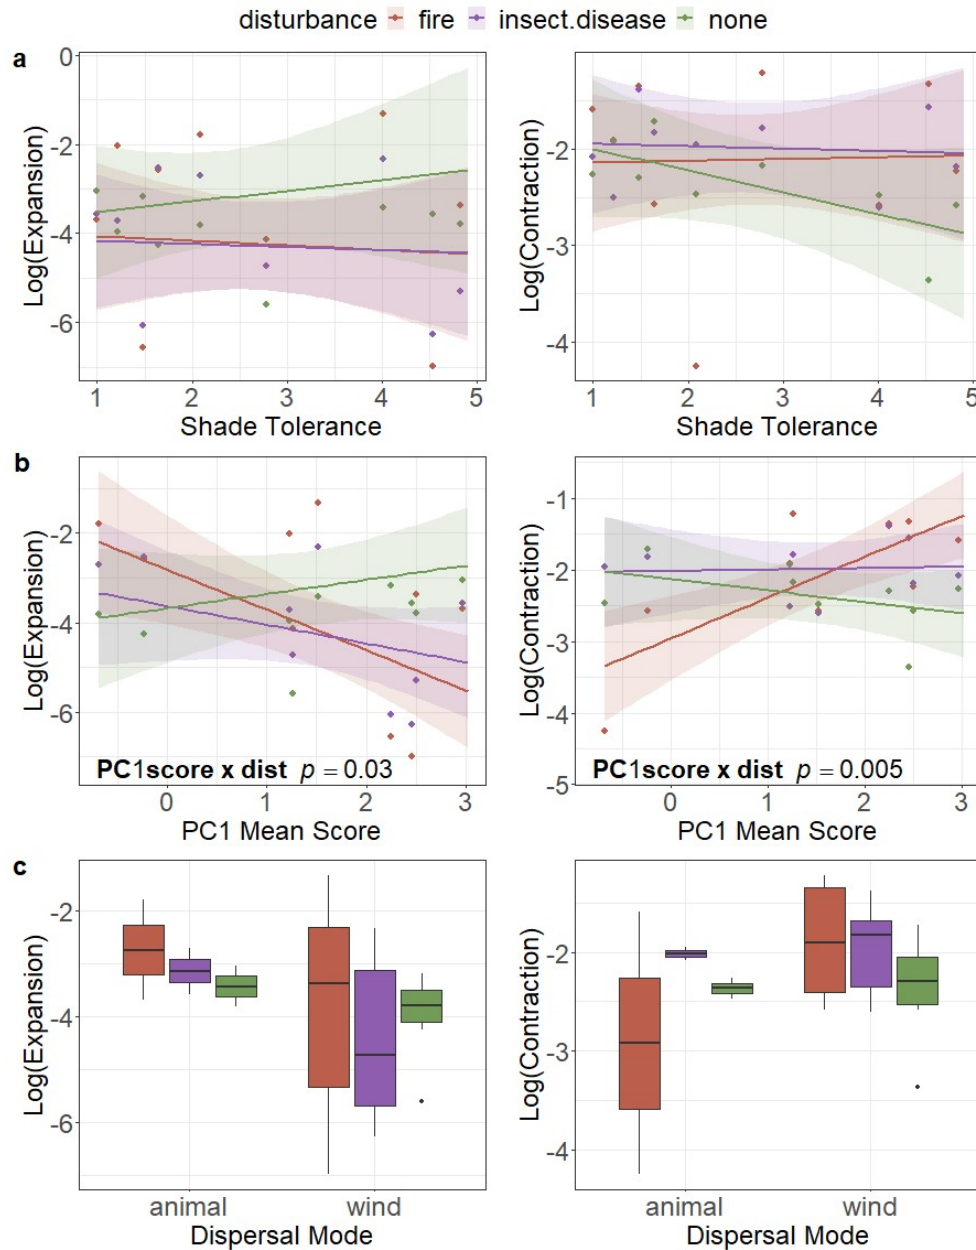 disturbance fire insect.disease none
a
0
-2
-4
-6
Log(Expansion)
1 2 3 4 5
Shade Tolerance
-2
-3
-4
Log(Contraction)
1 2 3 4 5
Shade Tolerance
b
-2
-4
-6
Log(Expansion)
PC1score x dist p = 0.03
0 1 2 3
PC1 Mean Score
-1
-2
-3
-4
-5
Log(Contraction)
PC1score x dist p = 0.005
0 1 2 3
PC1 Mean Score
c
-2
-4
-6
Log(Expansion)
animal wind
Dispersal Mode
-2
-3
-4
Log(Contraction)
animal wind
Dispersal Mode